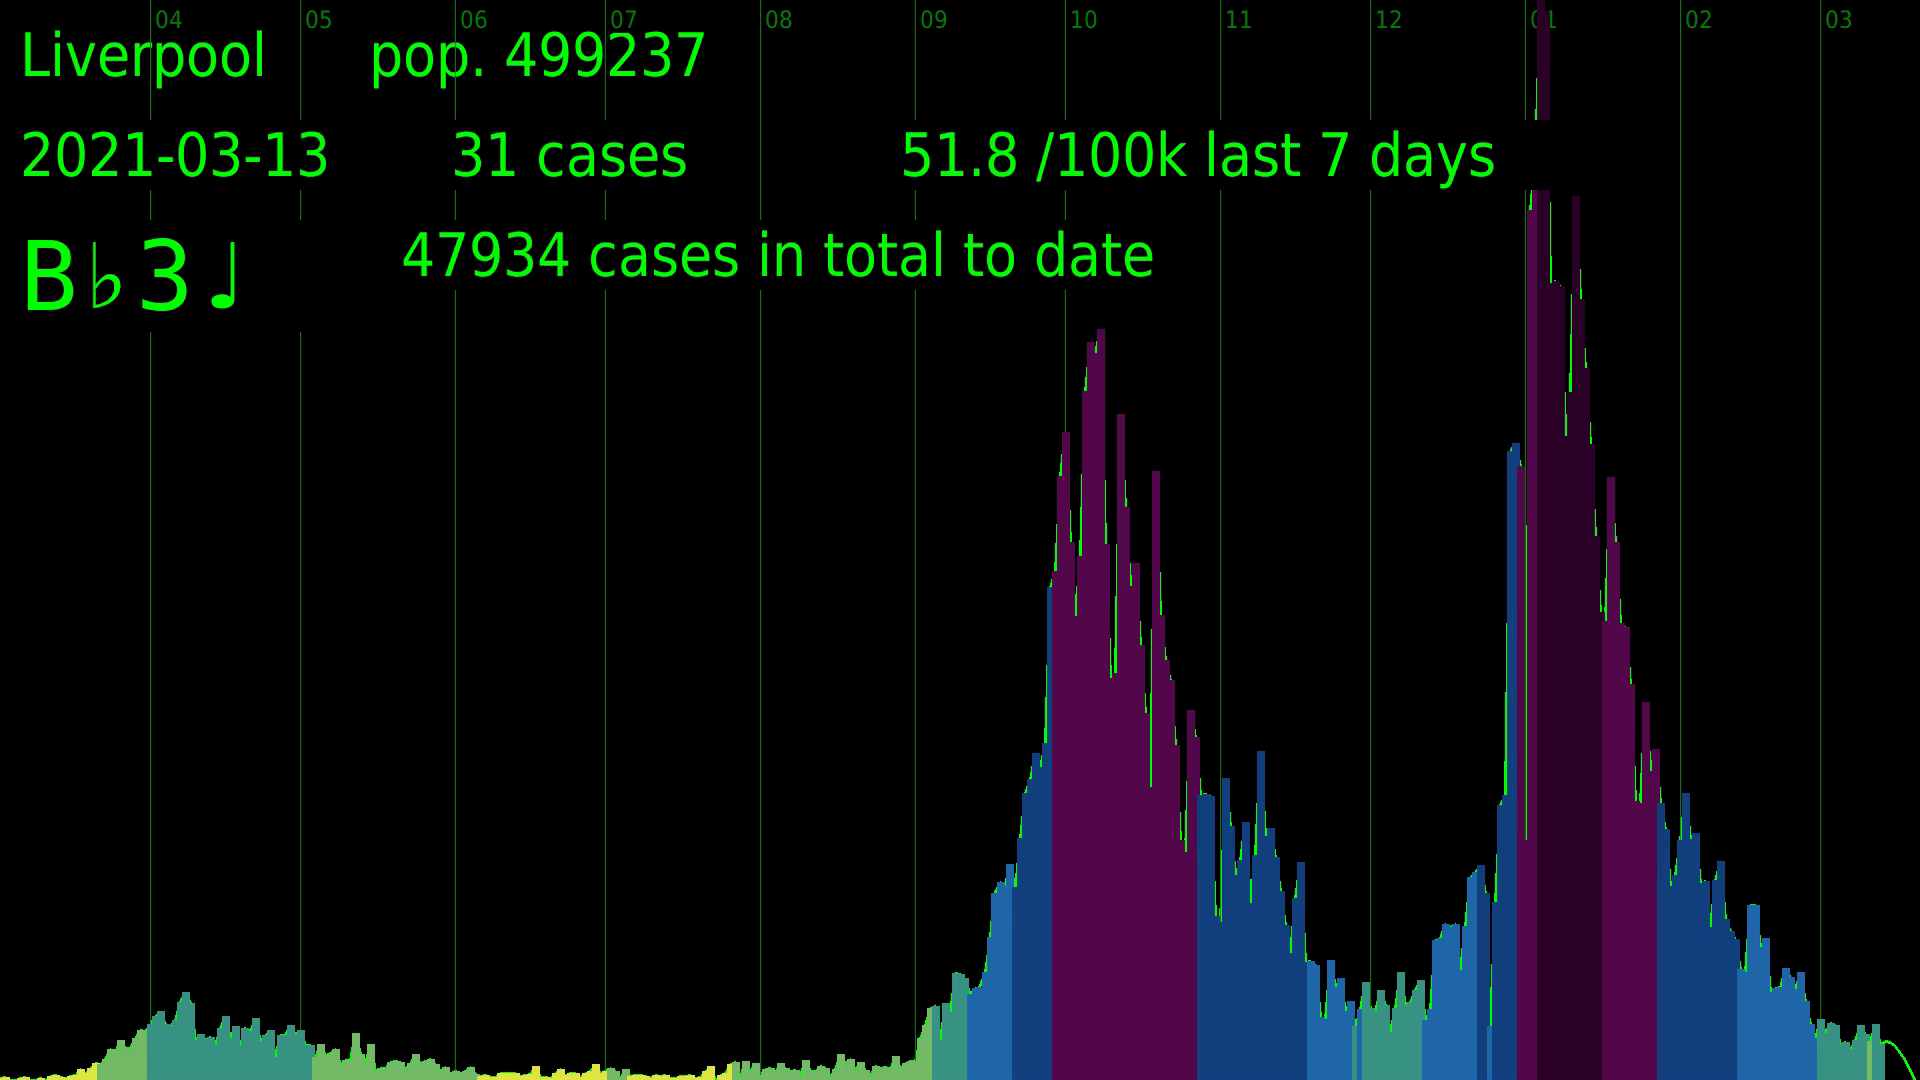 04 05 06 07 08 09 10 11 12 01 02 03
Liverpool pop. 499237
2021-03-13 31 cases 51.8 /100k last 7 days
B♭3♩ 47934 cases in total to date